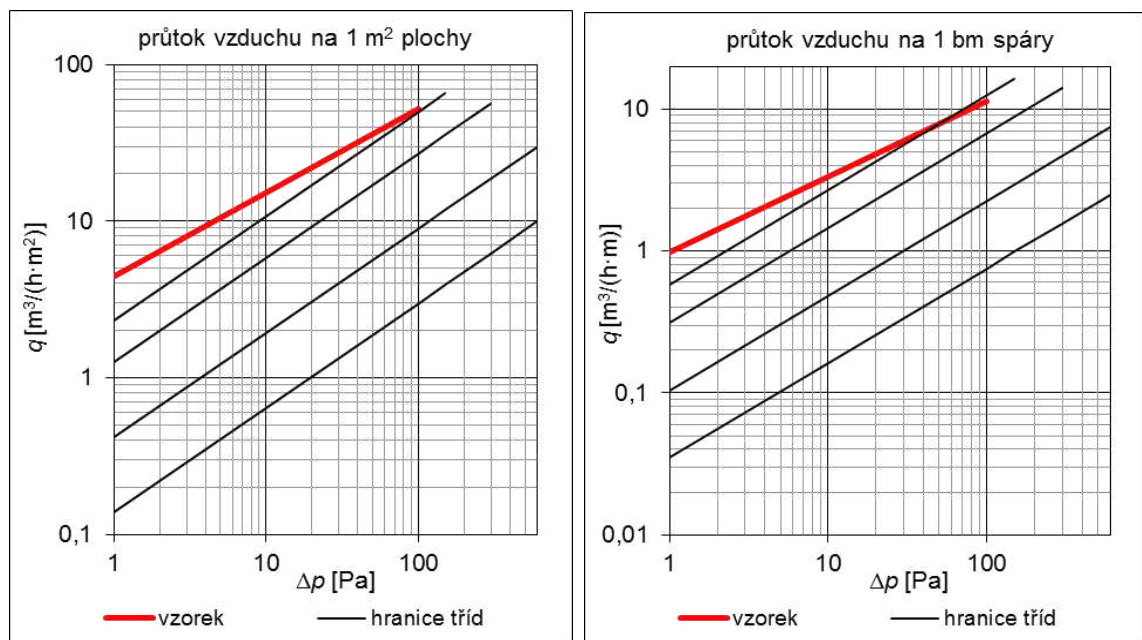 průtok vzduchu na 1 m² plochy
100
10
1
0,1
q [m³/(h·m²)]
1 10 100
Δp [Pa]
vzorek hranice tříd
průtok vzduchu na 1 bm spáry
10
1
0,1
0,01
q [m³/(h·m)]
1 10 100
Δp [Pa]
vzorek hranice tříd